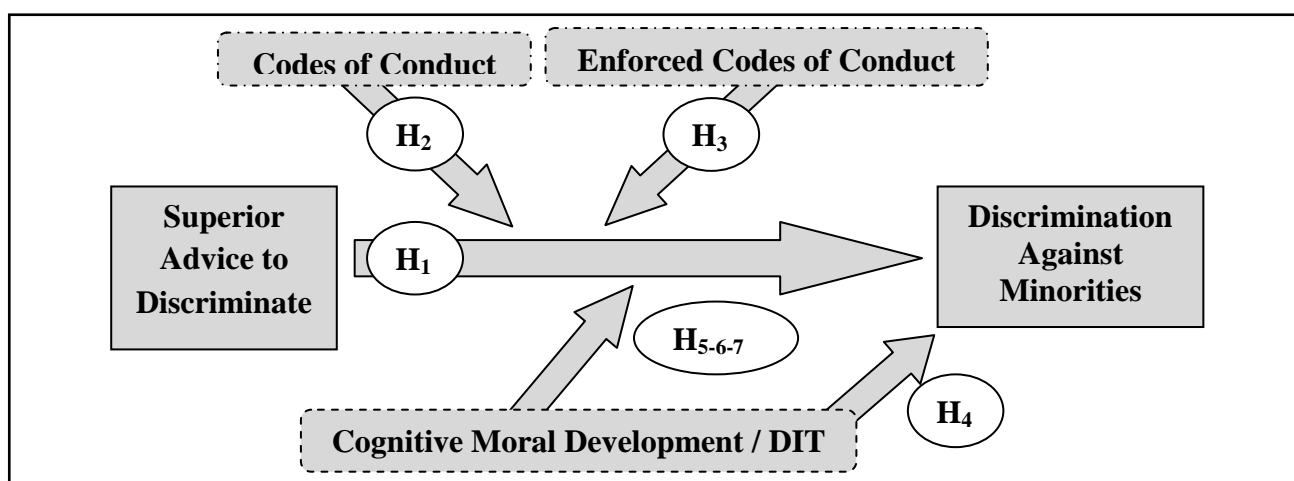 Codes of Conduct
Enforced Codes of Conduct
H₂
H₃
Superior
Advice to
Discriminate
H₁
Discrimination
Against
Minorities
H₅₋₆₋₇
H₄
Cognitive Moral Development / DIT